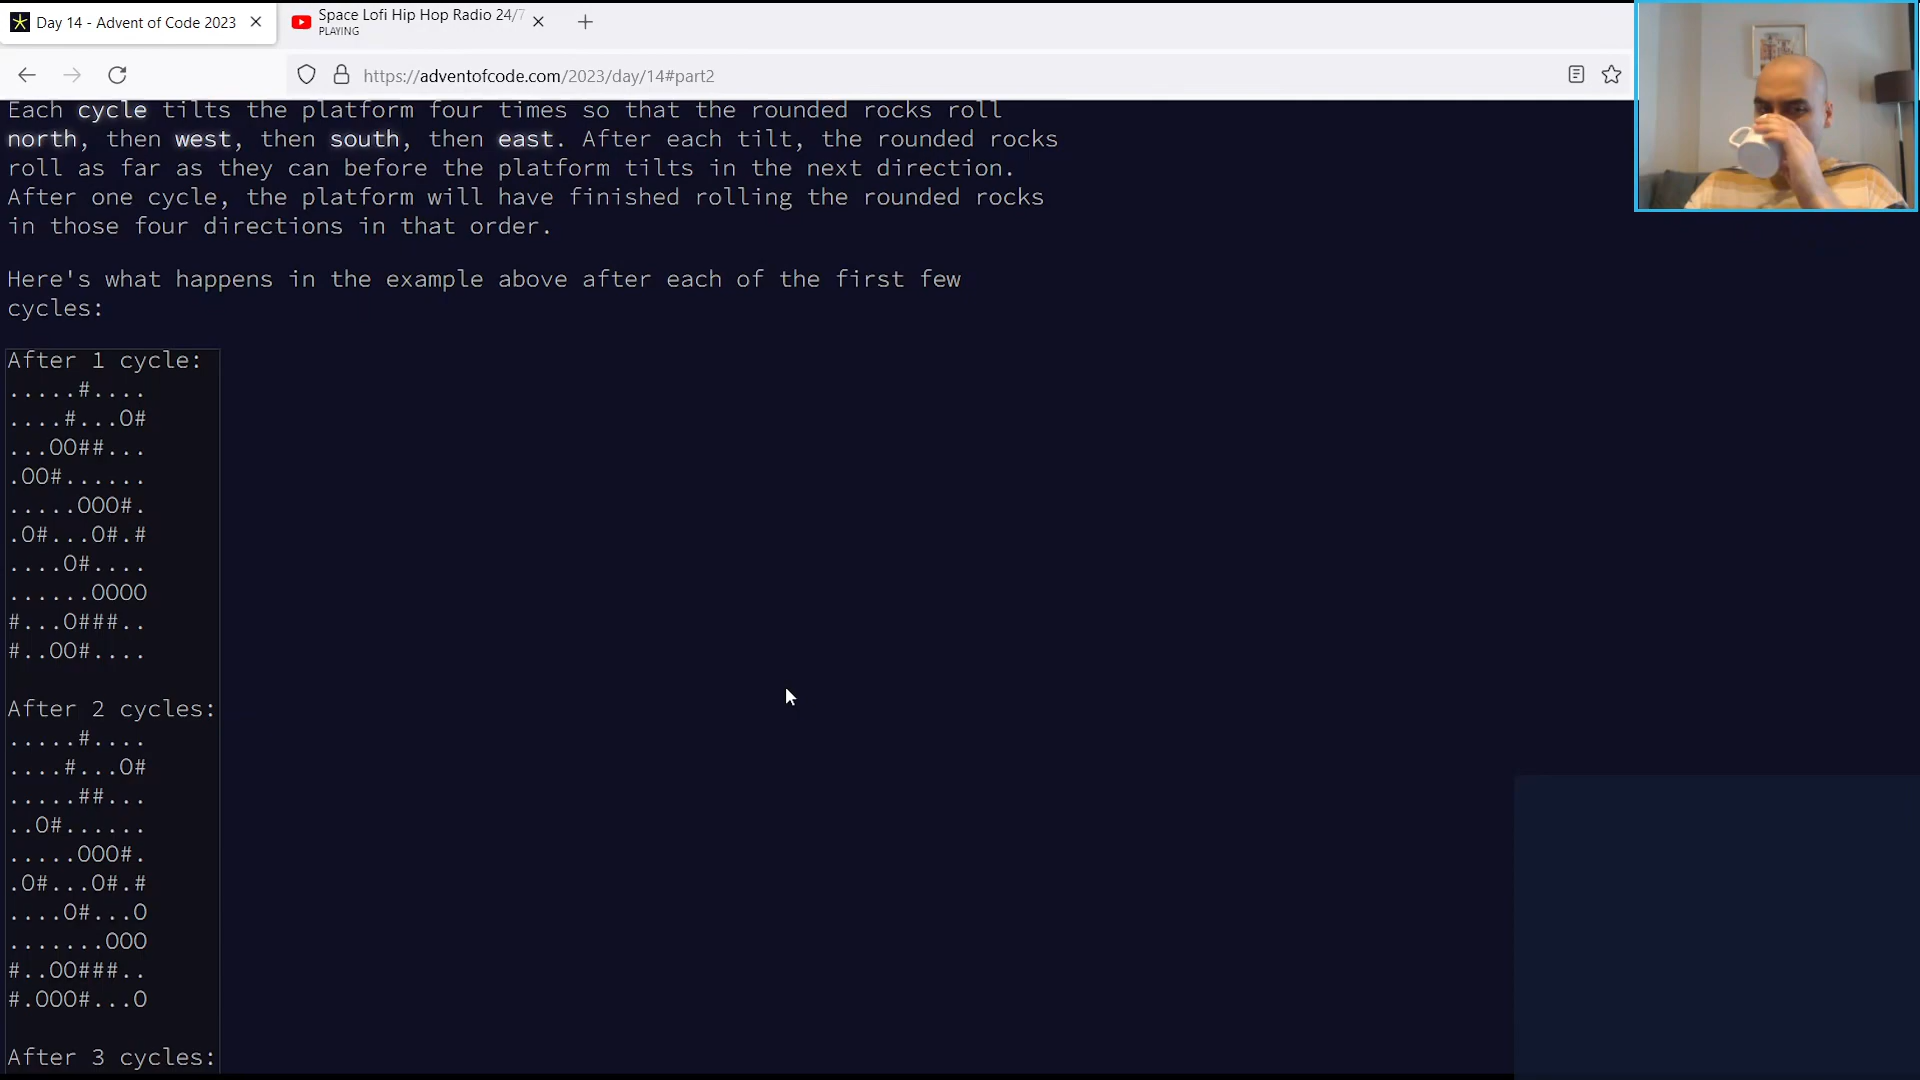 Day 14 - Advent of Code 2023
Space Lofi Hip Hop Radio 24/7
PLAYING
https://adventofcode.com/2023/day/14#part2
Each cycle tilts the platform four times so that the rounded rocks roll
north, then west, then south, then east. After each tilt, the rounded rocks
roll as far as they can before the platform tilts in the next direction.
After one cycle, the platform will have finished rolling the rounded rocks
in those four directions in that order.
Here's what happens in the example above after each of the first few
cycles:
After 1 cycle:
.....#....
....#...O#
...OO##...
.OO#......
.....OOO#.
.O#...O#.#
....O#....
......OOOO
#...O###..
#..OO#....
After 2 cycles:
.....#....
....#...O#
.....##...
..O#......
.....OOO#.
.O#...O#.#
....O#...O
.......OOO
#..OO###..
#.OOO#...O
After 3 cycles: